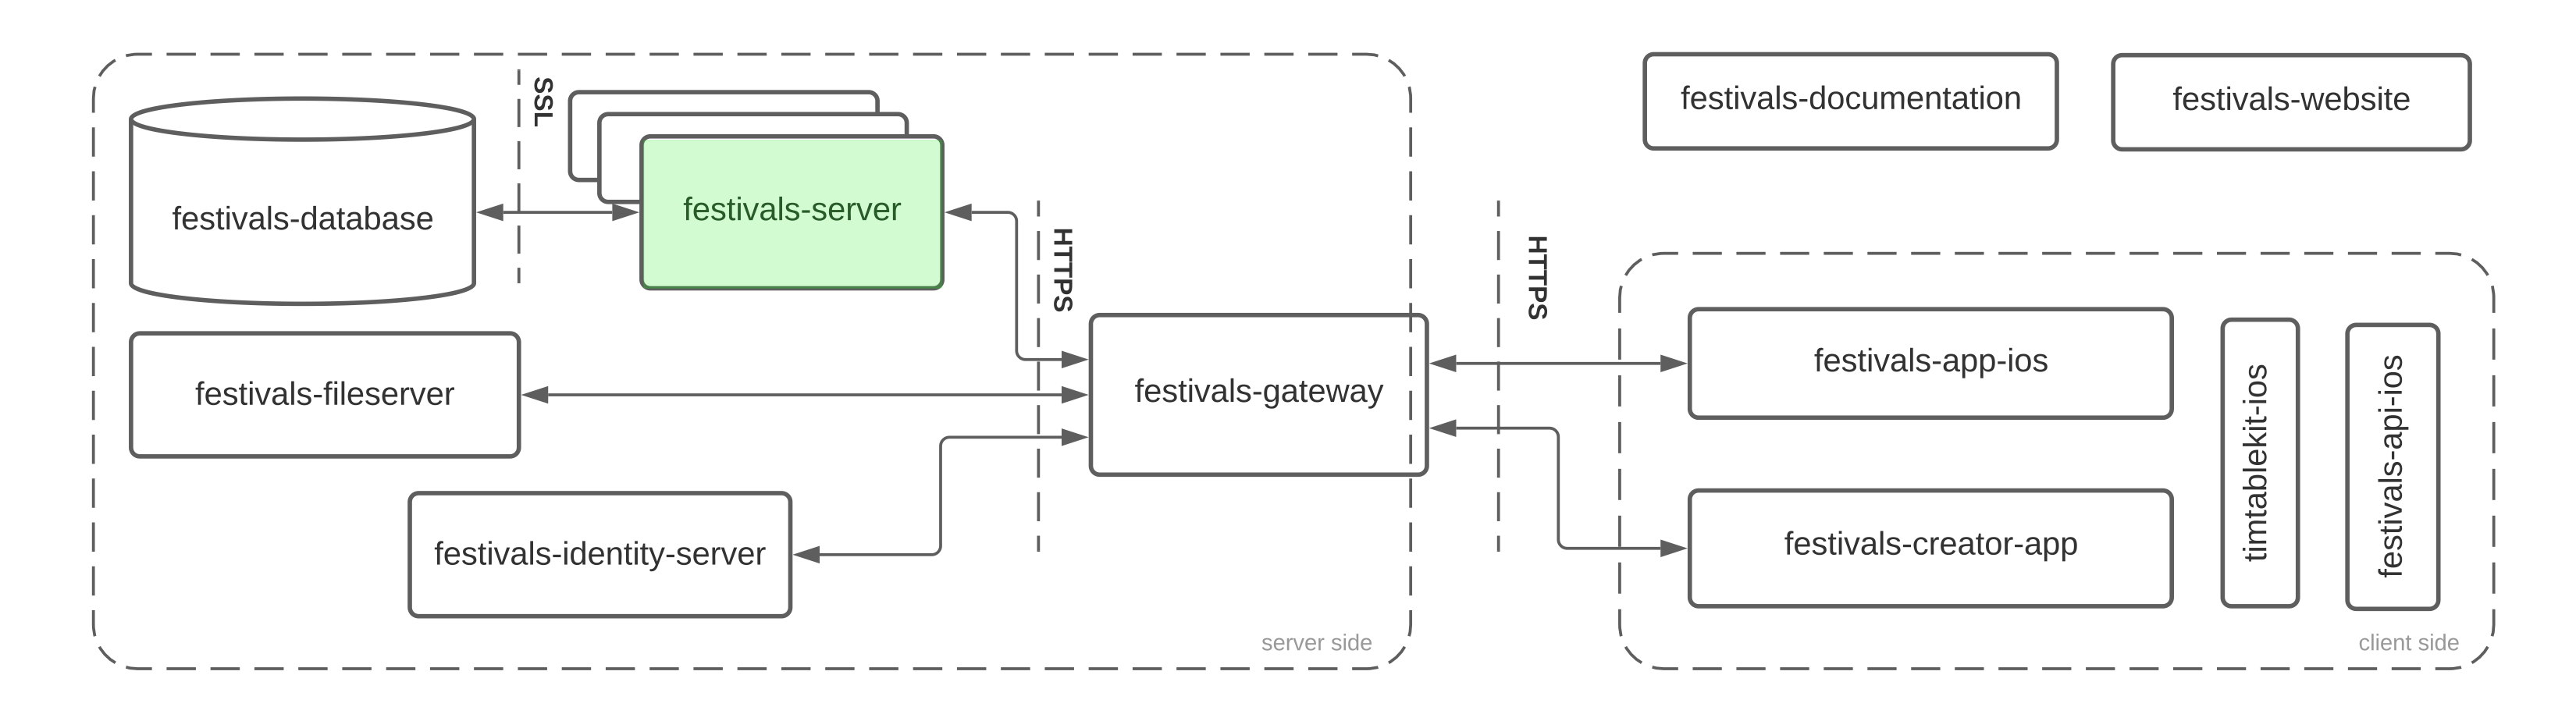 SSL
festivals-database
festivals-server
HTTPS
festivals-fileserver
festivals-gateway
festivals-identity-server
server side
festivals-documentation
festivals-website
HTTPS
festivals-app-ios
festivals-creator-app
timtablekit-ios
festivals-api-ios
client side